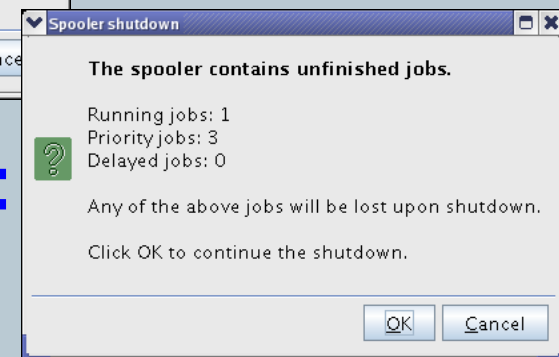 Spooler shutdown
The spooler contains unfinished jobs.
Running jobs: 1
Priority jobs: 3
Delayed jobs: 0
Any of the above jobs will be lost upon shutdown.
Click OK to continue the shutdown.
OK
Cancel